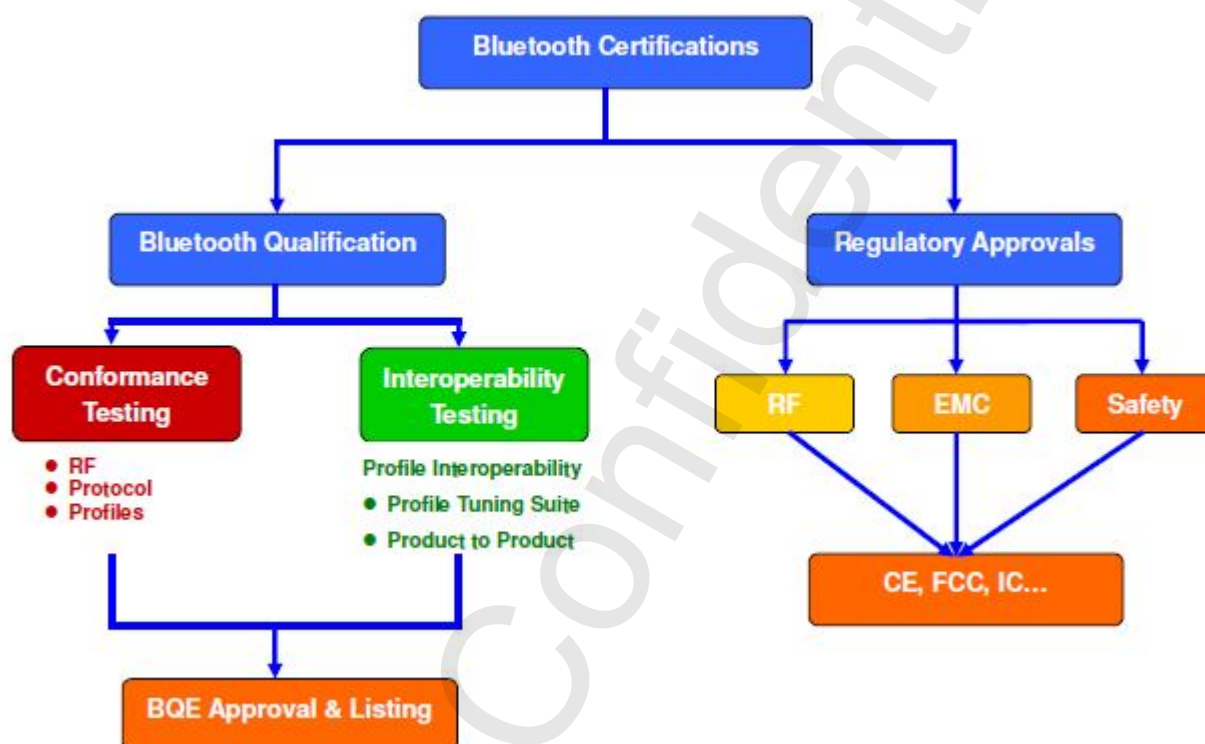 Bluetooth Certifications
Bluetooth Qualification
Regulatory Approvals
Conformance
Testing
Interoperability
Testing
RF
EMC
Safety
● RF
● Protocol
● Profiles
Profile Interoperability
● Profile Tuning Suite
● Product to Product
CE, FCC, IC...
BQE Approval & Listing
Confidenti